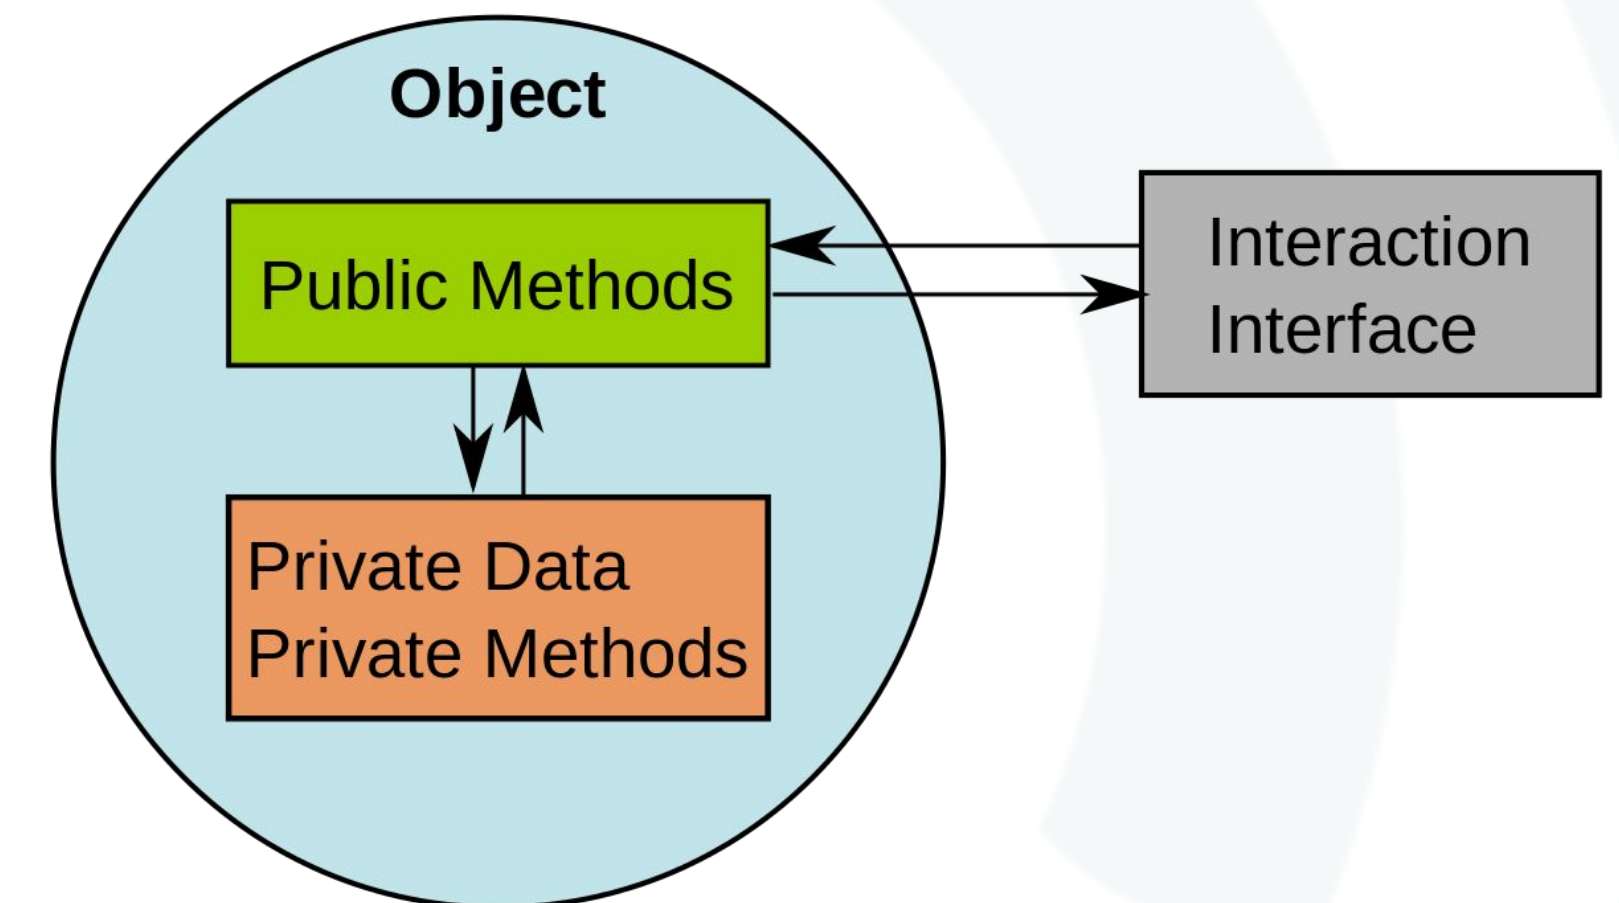 Object
Public Methods
Interaction
Interface
Private Data
Private Methods